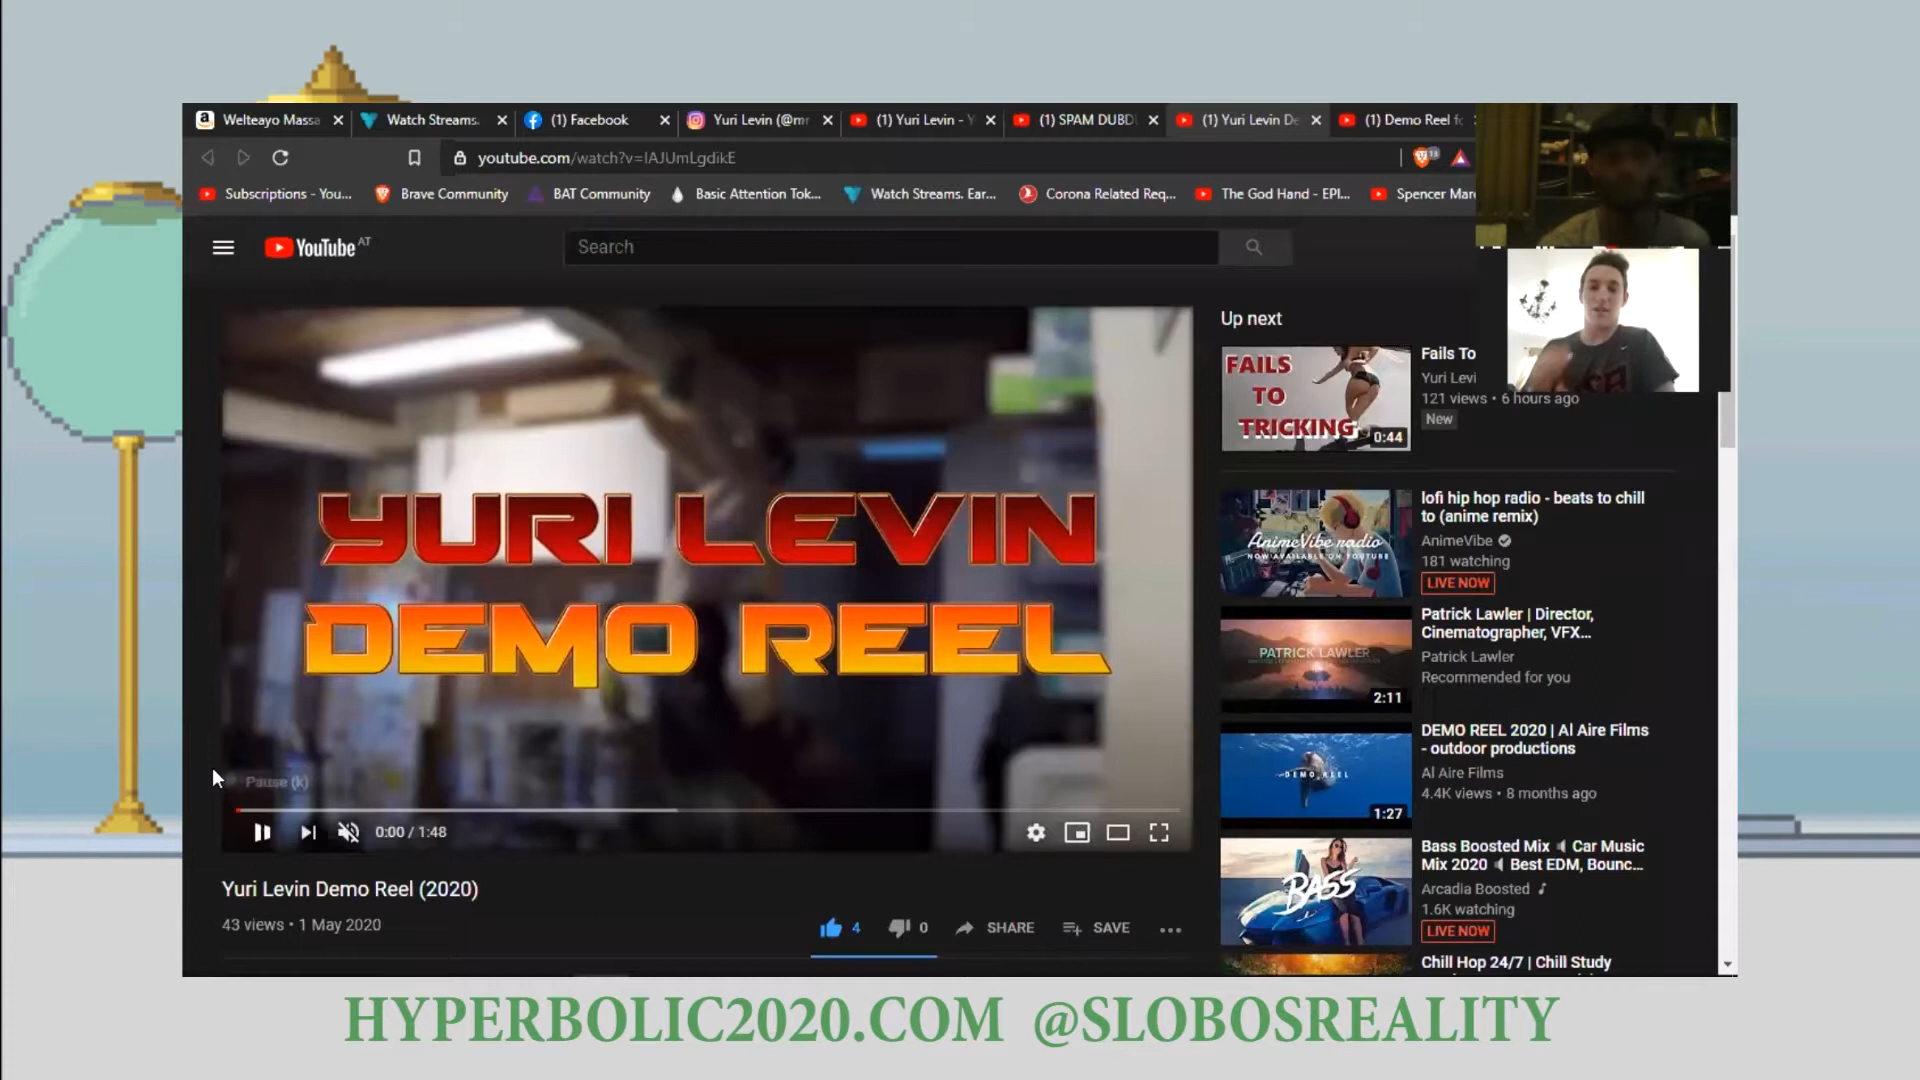 Welteayo Massa
Watch Streams.
(1) Facebook
Yuri Levin (@mr
(1) Yuri Levin - Y
(1) SPAM DUBD
(1) Yuri Levin De
(1) Demo Reel fo
youtube.com/watch?v=IAJUmLgdikE
13
Subscriptions - You...
Brave Community
BAT Community
Basic Attention Tok...
Watch Streams. Ear...
Corona Related Req...
The God Hand - EPI...
Spencer Mar
YouTube AT
Search
YURI LEVIN
DEMO REEL
Pause (k)
0:00 / 1:48
Yuri Levin Demo Reel (2020)
43 views • 1 May 2020
4
0
SHARE
SAVE
Up next
FAILS
TO
TRICKING
0:44
Fails To
Yuri Levi
121 views • 6 hours ago
New
AnimeVibe radio
NOW AVAILABLE ON YOUTUBE
lofi hip hop radio - beats to chill
to (anime remix)
AnimeVibe
181 watching
LIVE NOW
PATRICK LAWLER
2:11
Patrick Lawler | Director,
Cinematographer, VFX...
Patrick Lawler
Recommended for you
DEMO REEL
1:27
DEMO REEL 2020 | Al Aire Films
- outdoor productions
Al Aire Films
4.4K views • 8 months ago
BASS
Bass Boosted Mix 🔈 Car Music
Mix 2020 🔈 Best EDM, Bounc...
Arcadia Boosted
1.6K watching
LIVE NOW
Chill Hop 24/7 | Chill Study
HYPERBOLIC2020.COM @SLOBOSREALITY